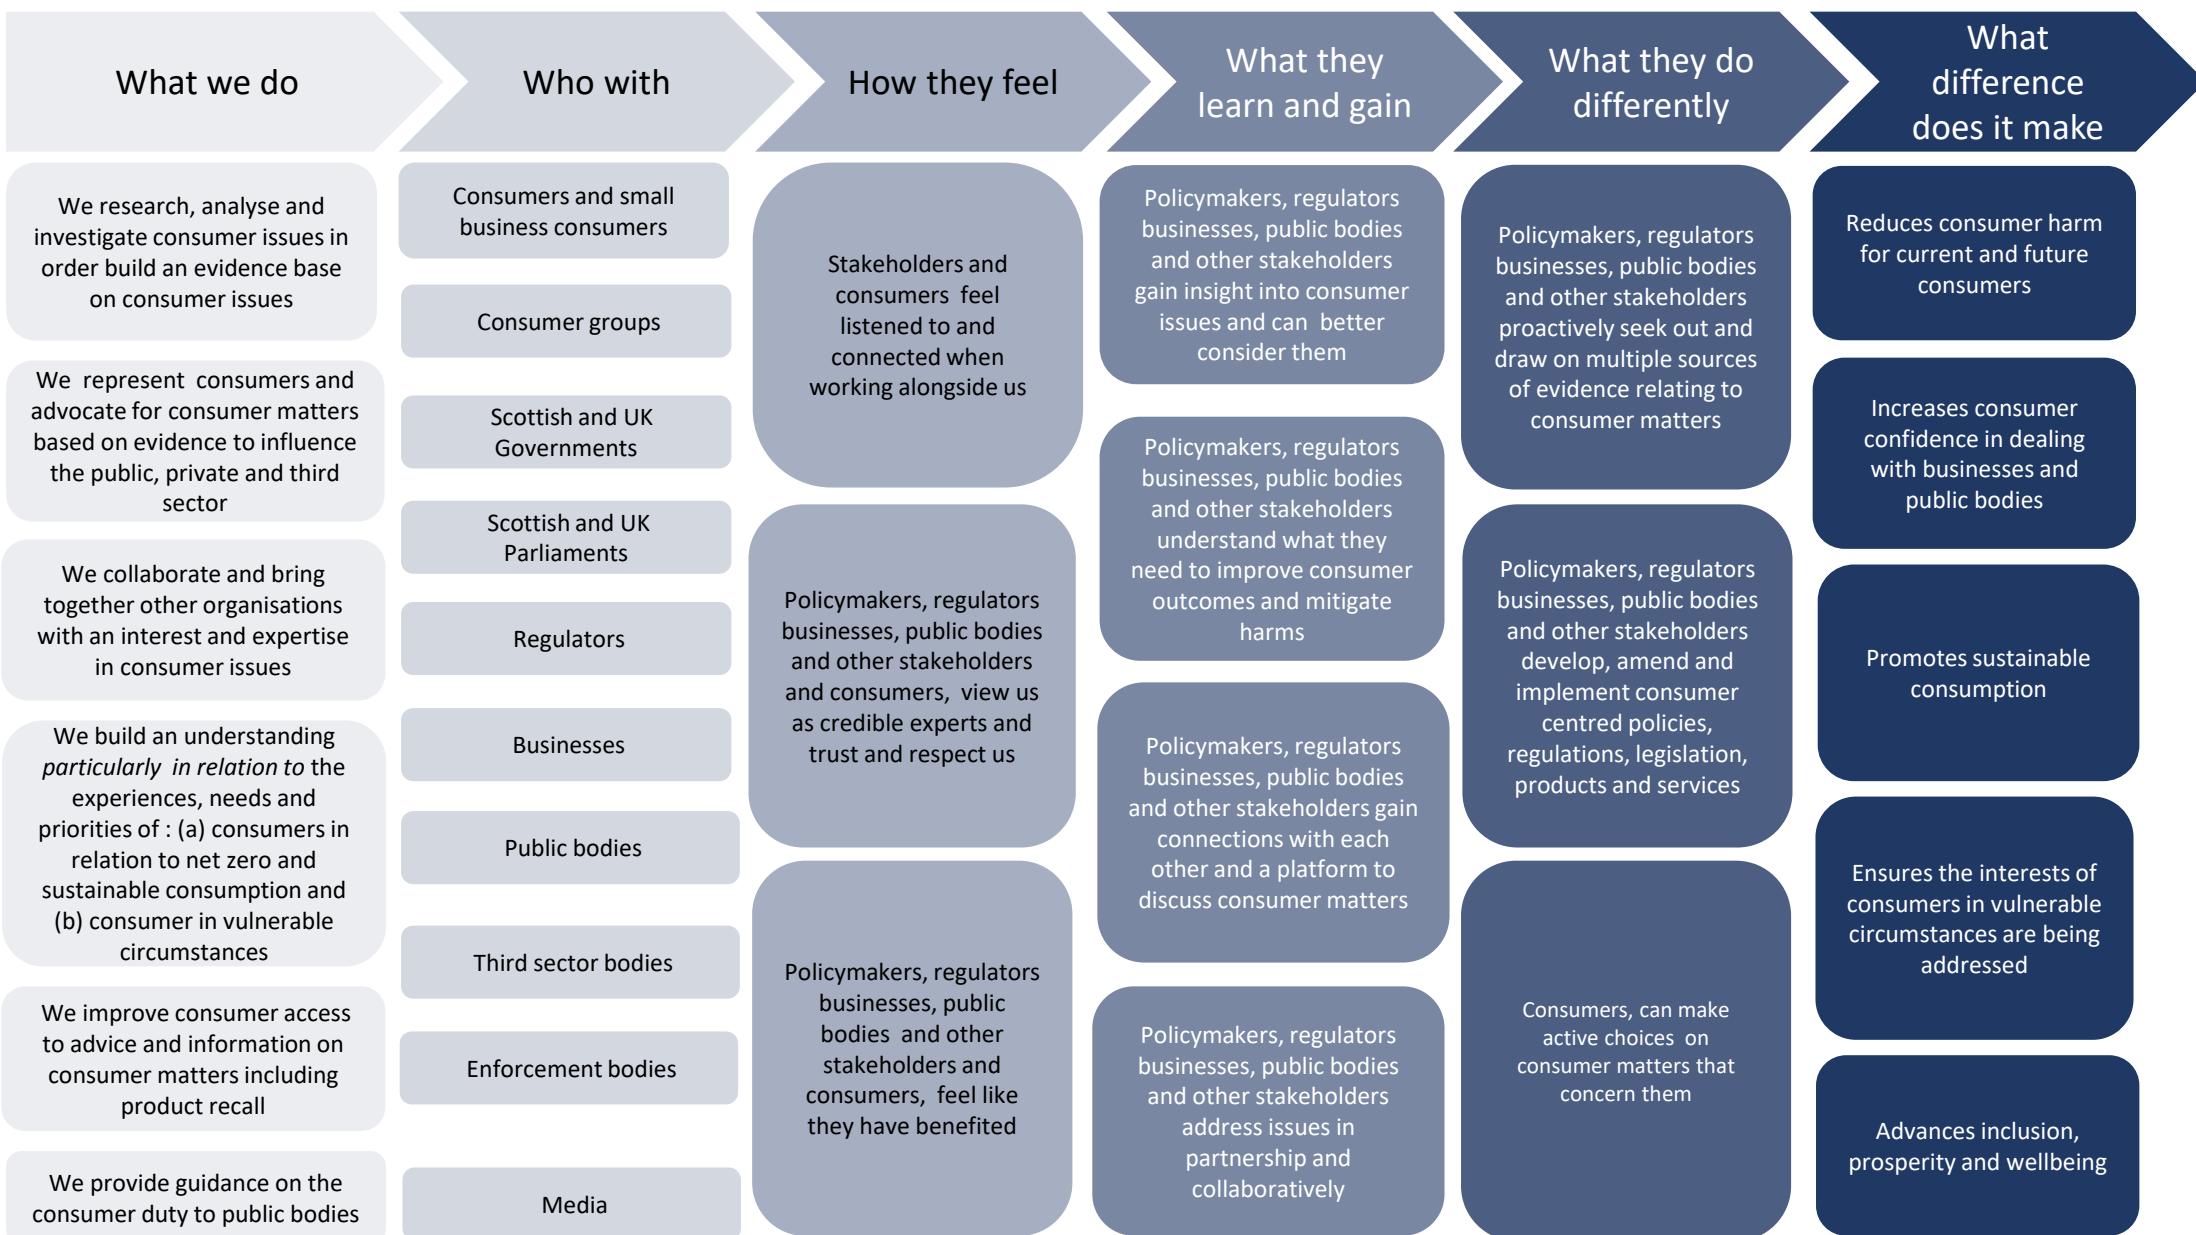 What we do
Who with
How they feel
What they
learn and gain
What they do
differently
What
difference
does it make
We research, analyse and
investigate consumer issues in
order build an evidence base
on consumer issues
We represent consumers and
advocate for consumer matters
based on evidence to influence
the public, private and third
sector
We collaborate and bring
together other organisations
with an interest and expertise
in consumer issues
We build an understanding
particularly in relation to the
experiences, needs and
priorities of : (a) consumers in
relation to net zero and
sustainable consumption and
(b) consumer in vulnerable
circumstances
We improve consumer access
to advice and information on
consumer matters including
product recall
We provide guidance on the
consumer duty to public bodies
Consumers and small
business consumers
Consumer groups
Scottish and UK
Governments
Scottish and UK
Parliaments
Regulators
Businesses
Public bodies
Third sector bodies
Enforcement bodies
Media
Stakeholders and
consumers feel
listened to and
connected when
working alongside us
Policymakers, regulators
businesses, public bodies
and other stakeholders
and consumers, view us
as credible experts and
trust and respect us
Policymakers, regulators
businesses, public
bodies and other
stakeholders and
consumers, feel like
they have benefited
Policymakers, regulators
businesses, public bodies
and other stakeholders
gain insight into consumer
issues and can better
consider them
Policymakers, regulators
businesses, public bodies
and other stakeholders
understand what they
need to improve consumer
outcomes and mitigate
harms
Policymakers, regulators
businesses, public bodies
and other stakeholders gain
connections with each
other and a platform to
discuss consumer matters
Policymakers, regulators
businesses, public bodies
and other stakeholders
address issues in
partnership and
collaboratively
Policymakers, regulators
businesses, public bodies
and other stakeholders
proactively seek out and
draw on multiple sources
of evidence relating to
consumer matters
Policymakers, regulators
businesses, public bodies
and other stakeholders
develop, amend and
implement consumer
centred policies,
regulations, legislation,
products and services
Consumers, can make
active choices on
consumer matters that
concern them
Reduces consumer harm
for current and future
consumers
Increases consumer
confidence in dealing
with businesses and
public bodies
Promotes sustainable
consumption
Ensures the interests of
consumers in vulnerable
circumstances are being
addressed
Advances inclusion,
prosperity and wellbeing